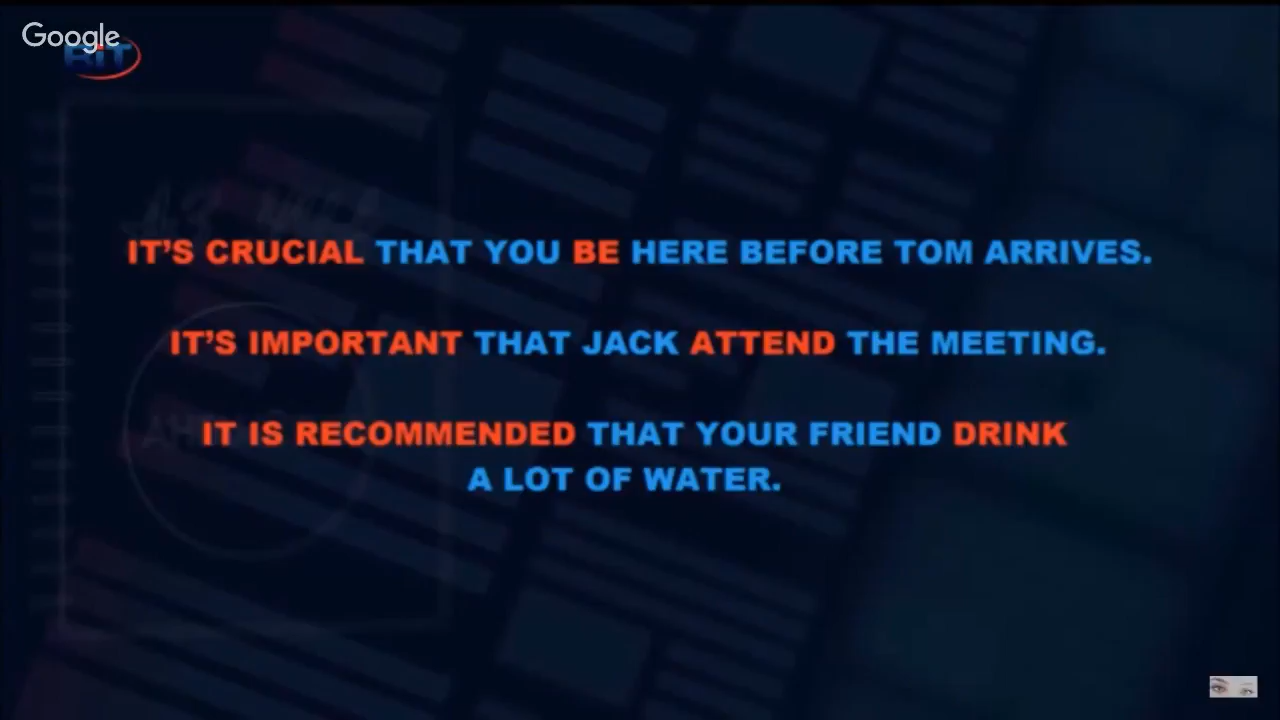 Google
BIT
IT'S CRUCIAL THAT YOU BE HERE BEFORE TOM ARRIVES.
IT'S IMPORTANT THAT JACK ATTEND THE MEETING.
IT IS RECOMMENDED THAT YOUR FRIEND DRINK
A LOT OF WATER.